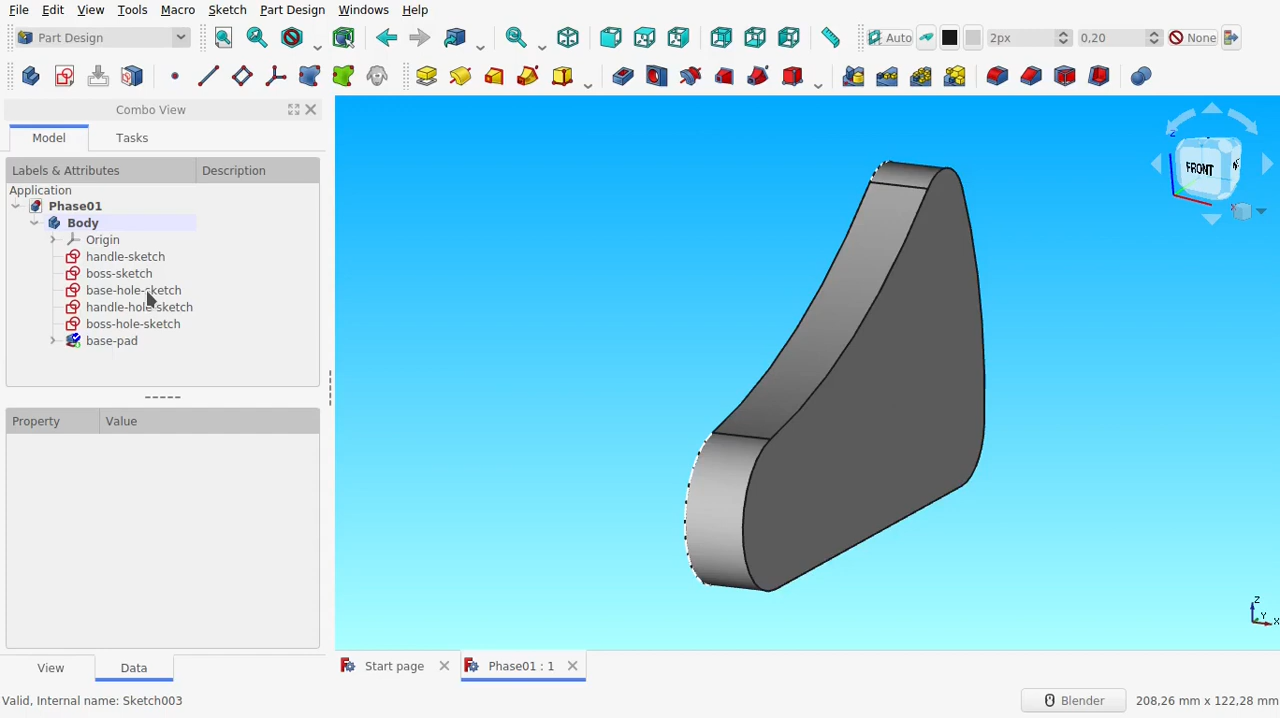 File Edit View Tools Macro Sketch Part Design Windows Help
Part Design Auto 2px 0,20 None
Combo View
Model Tasks
Labels & Attributes Description
Application
Phase01
Body
Origin
handle-sketch
boss-sketch
base-hole-sketch
handle-hole-sketch
boss-hole-sketch
base-pad
Property Value
View Data
FRONT
Z
Z
Y
X
Start page Phase01 : 1
Valid, Internal name: Sketch003 Blender 208,26 mm x 122,28 mm